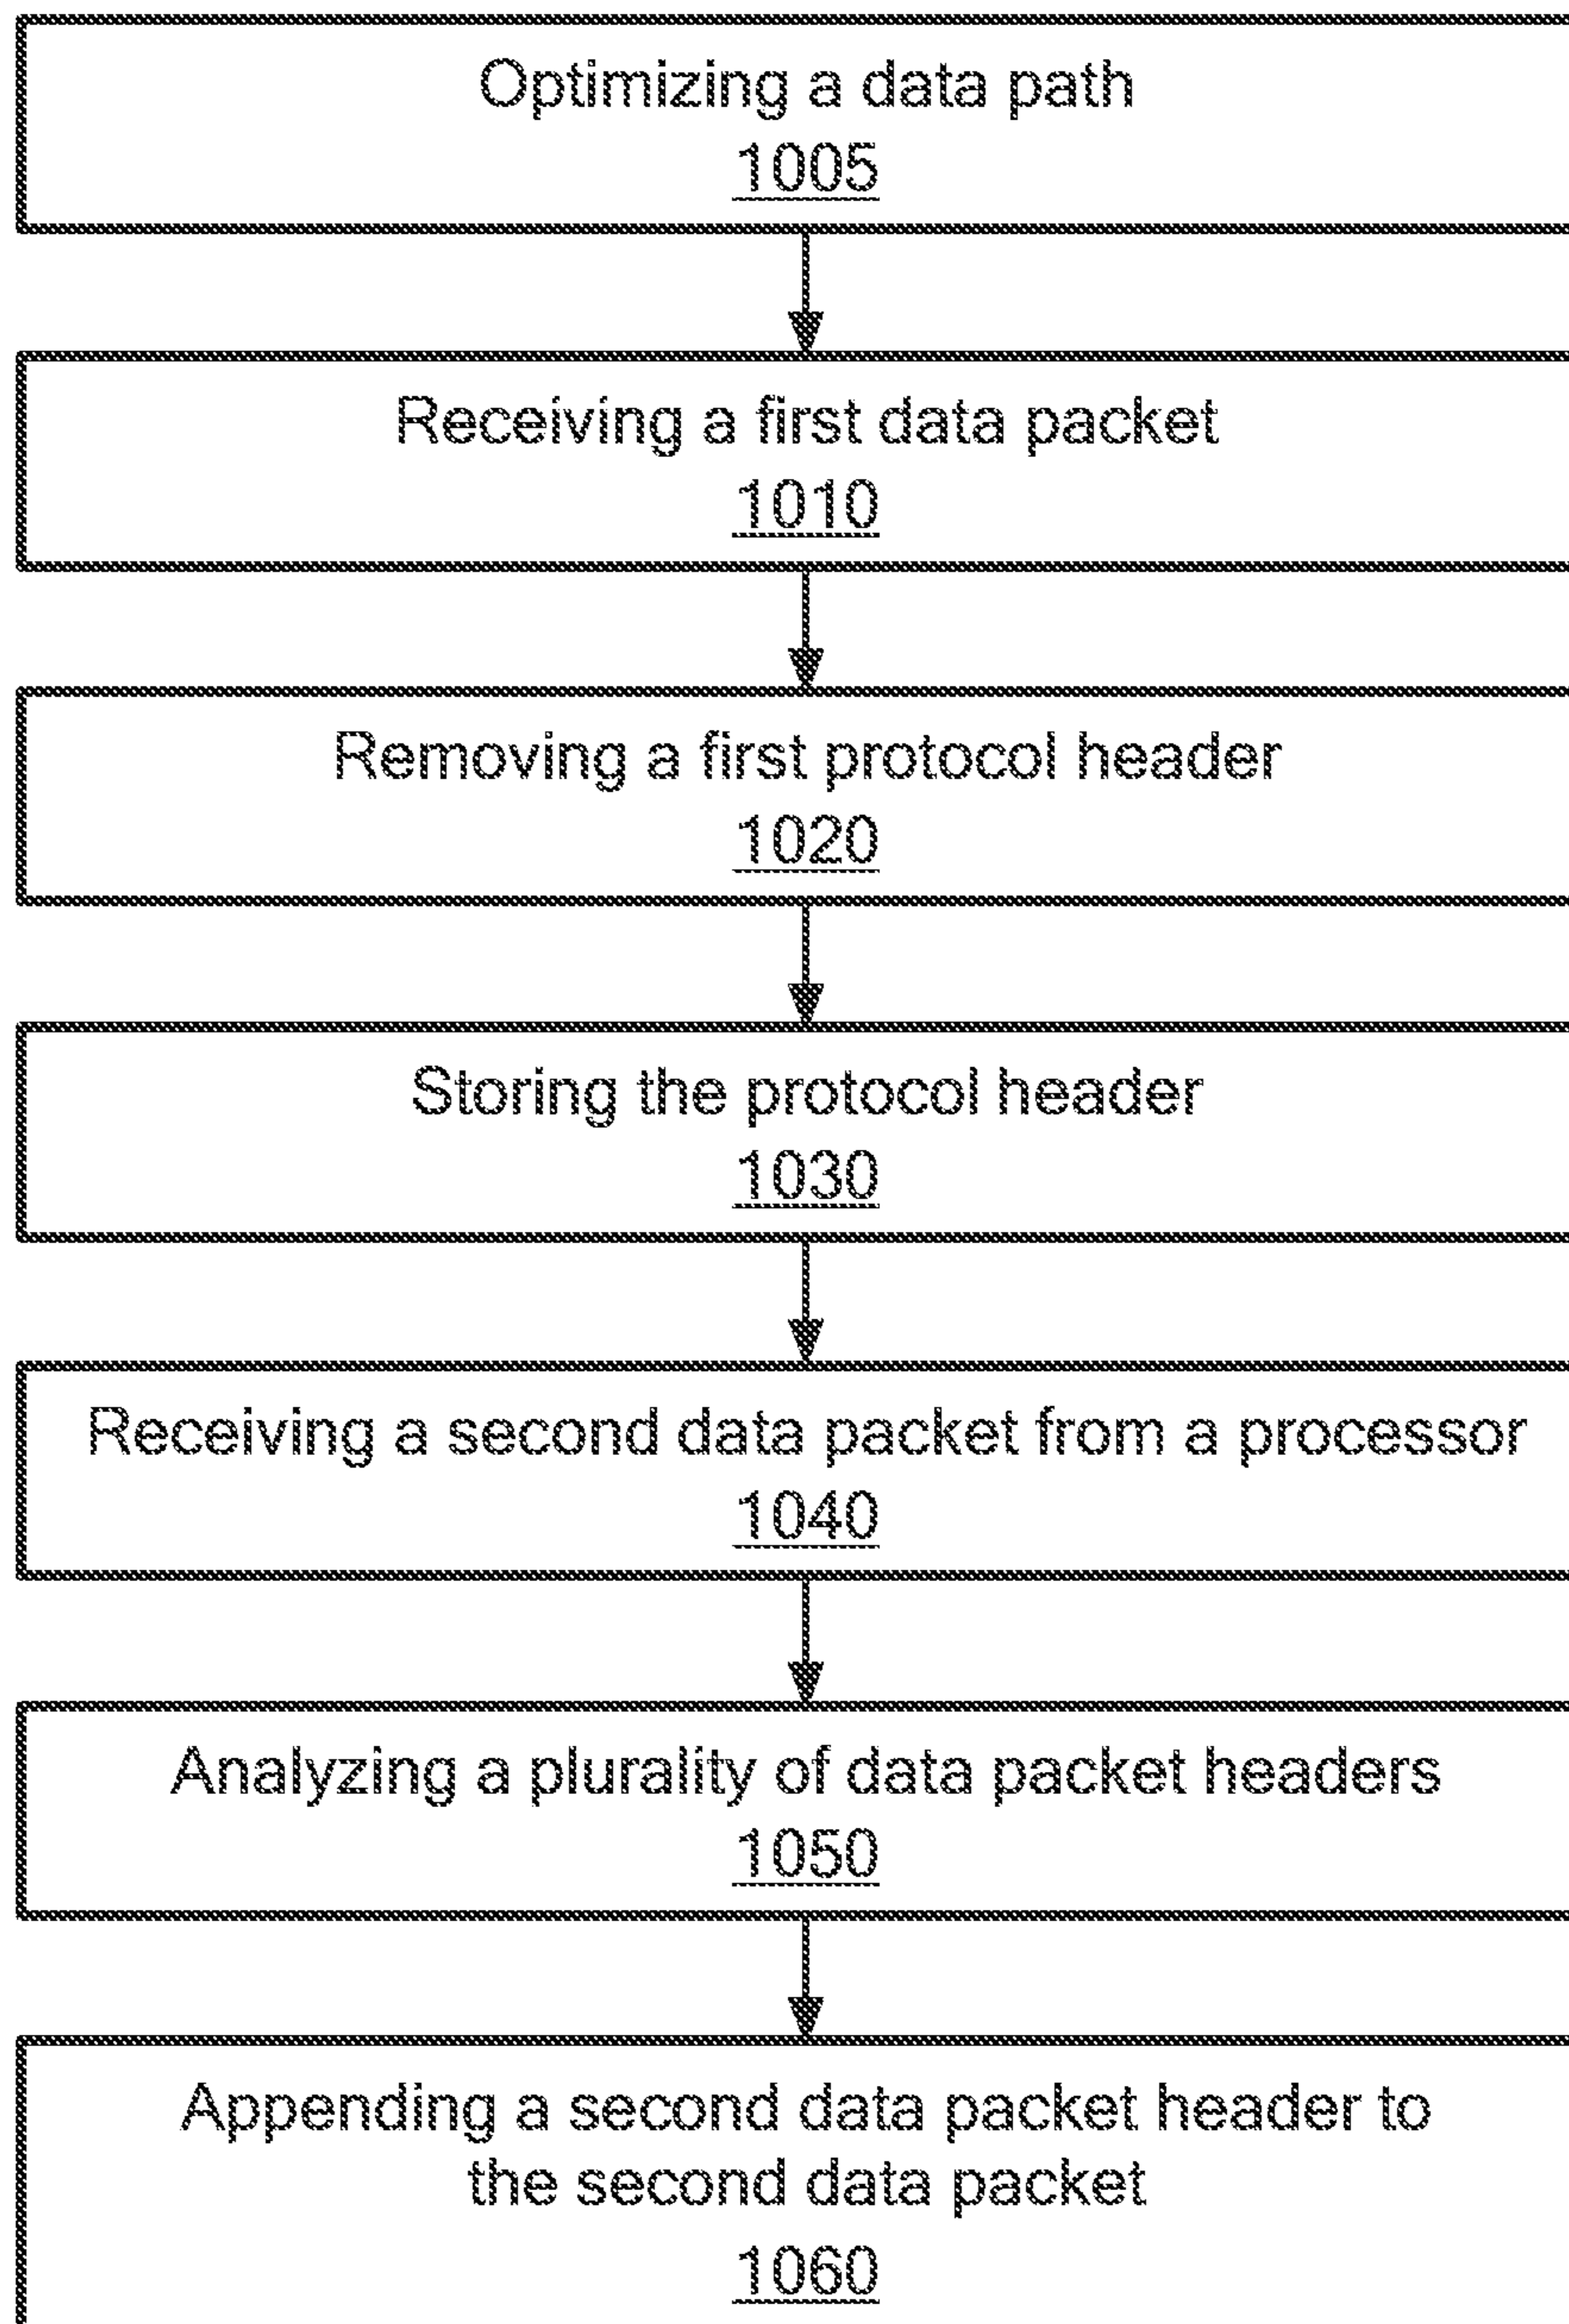 Optimizing a data path
1005
Receiving a first data packet
1010
Removing a first protocol header
1020
Storing the protocol header
1030
Receiving a second data packet from a processor
1040
Analyzing a plurality of data packet headers
1050
Appending a second data packet header to
the second data packet
1060